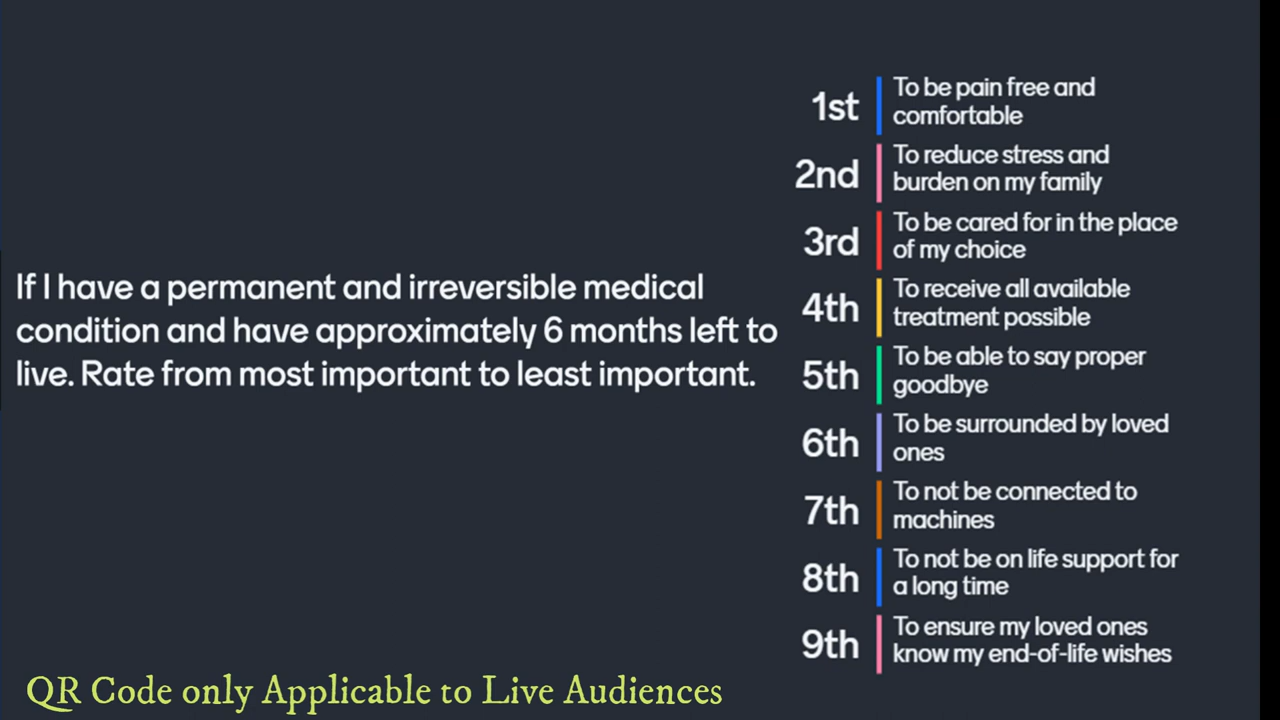 If I have a permanent and irreversible medical
condition and have approximately 6 months left to
live. Rate from most important to least important.
1st
To be pain free and
comfortable
2nd
To reduce stress and
burden on my family
3rd
To be cared for in the place
of my choice
4th
To receive all available
treatment possible
5th
To be able to say proper
goodbye
6th
To be surrounded by loved
ones
7th
To not be connected to
machines
8th
To not be on life support for
a long time
9th
To ensure my loved ones
know my end-of-life wishes
QR Code only Applicable to Live Audiences